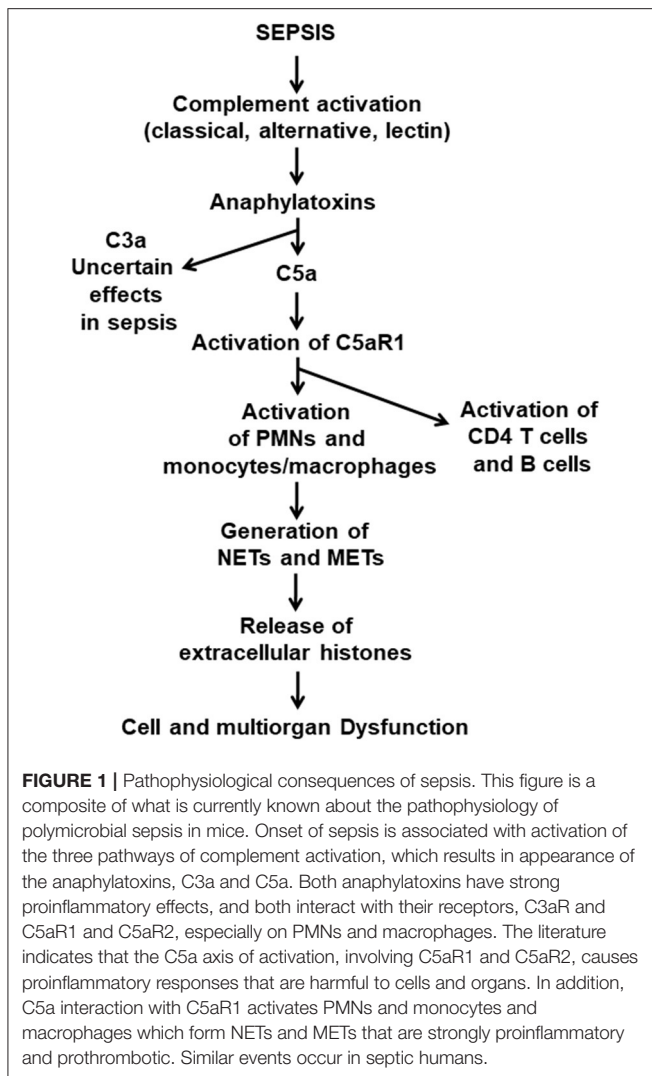 SEPSIS
Complement activation
(classical, alternative, lectin)
Anaphylatoxins
C3a
Uncertain
effects
in sepsis
C5a
Activation of C5aR1
Activation
of PMNs and
monocytes/macrophages
Activation of
CD4 T cells
and B cells
Generation of
NETs and METs
Release of
extracellular histones
Cell and multiorgan Dysfunction
FIGURE 1 | Pathophysiological consequences of sepsis. This figure is a
composite of what is currently known about the pathophysiology of
polymicrobial sepsis in mice. Onset of sepsis is associated with activation of
the three pathways of complement activation, which results in appearance of
the anaphylatoxins, C3a and C5a. Both anaphylatoxins have strong
proinflammatory effects, and both interact with their receptors, C3aR and
C5aR1 and C5aR2, especially on PMNs and macrophages. The literature
indicates that the C5a axis of activation, involving C5aR1 and C5aR2, causes
proinflammatory responses that are harmful to cells and organs. In addition,
C5a interaction with C5aR1 activates PMNs and monocytes and
macrophages which form NETs and METs that are strongly proinflammatory
and prothrombotic. Similar events occur in septic humans.